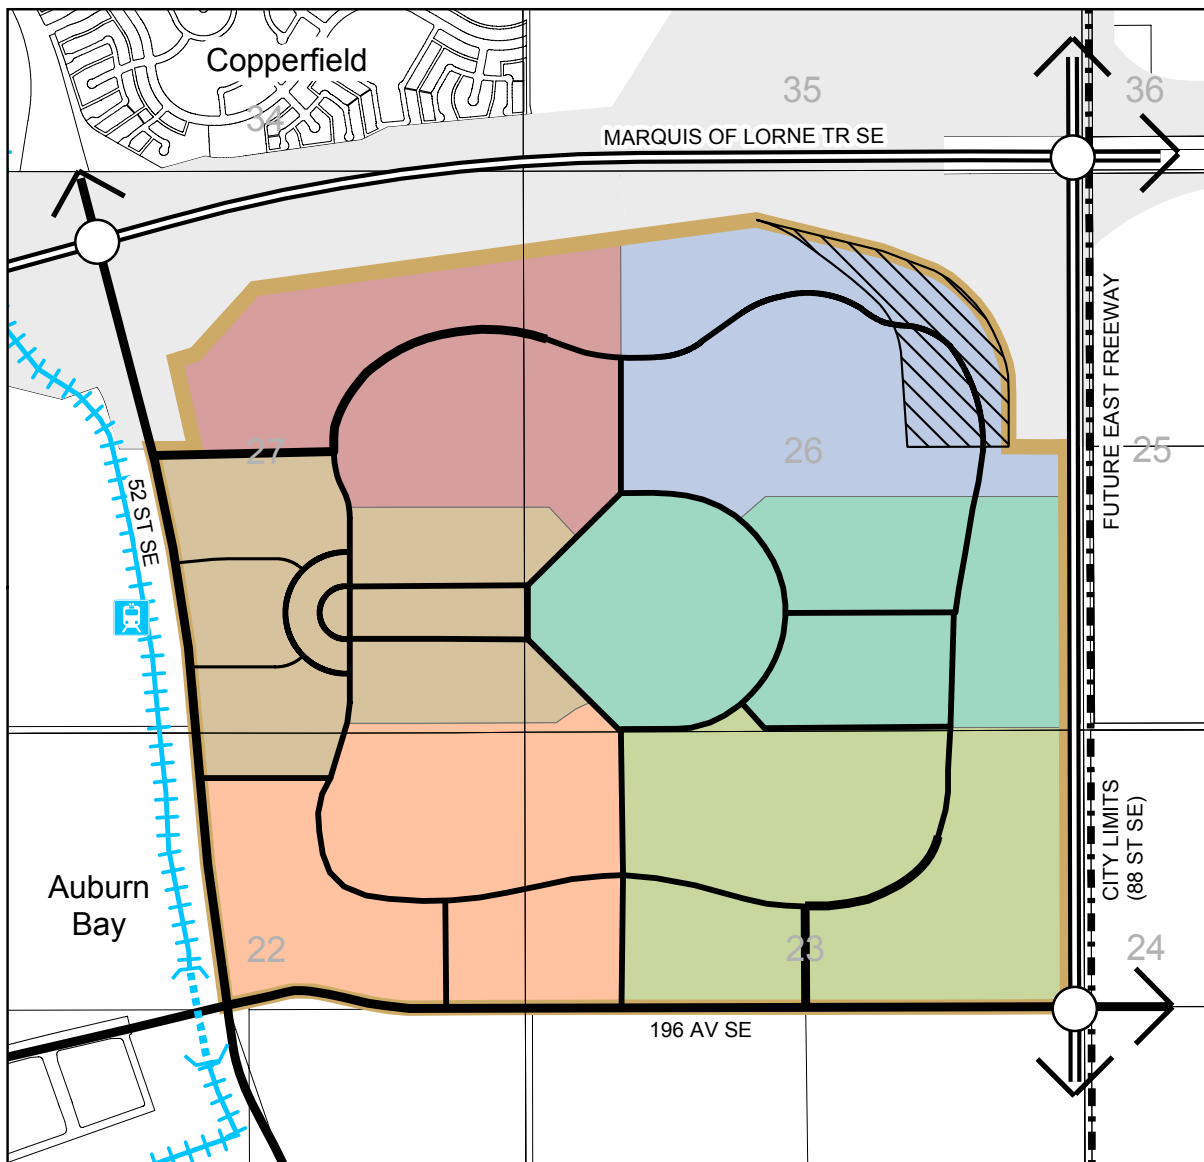 Copperfield
34
35
36
MARQUIS OF LORNE TR SE
FUTURE EAST FREEWAY
27
26
25
52 ST SE
CITY LIMITS
(88 ST SE)
Auburn
Bay
22
23
24
196 AV SE